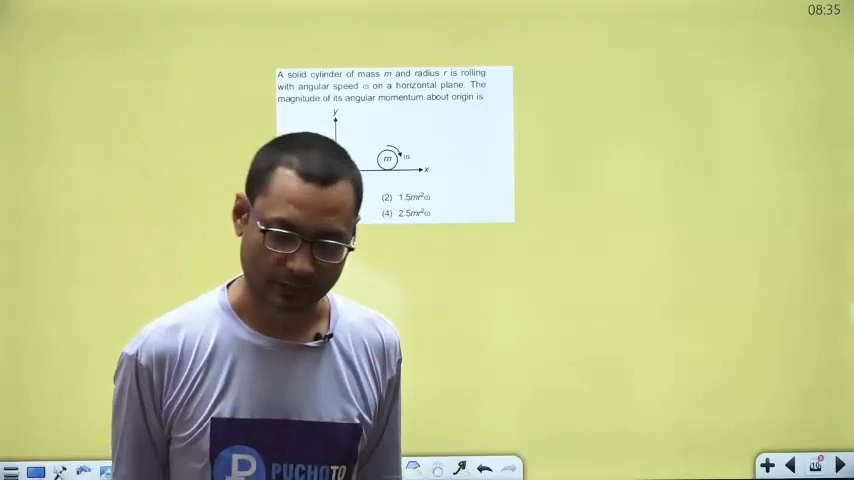 08:35
A solid cylinder of mass m and radius r is rolling
with angular speed ω on a horizontal plane. The
magnitude of its angular momentum about origin is
y
m ω
x
(2) 1.5mr²ω
(4) 2.5mr²ω
PUCHOTO